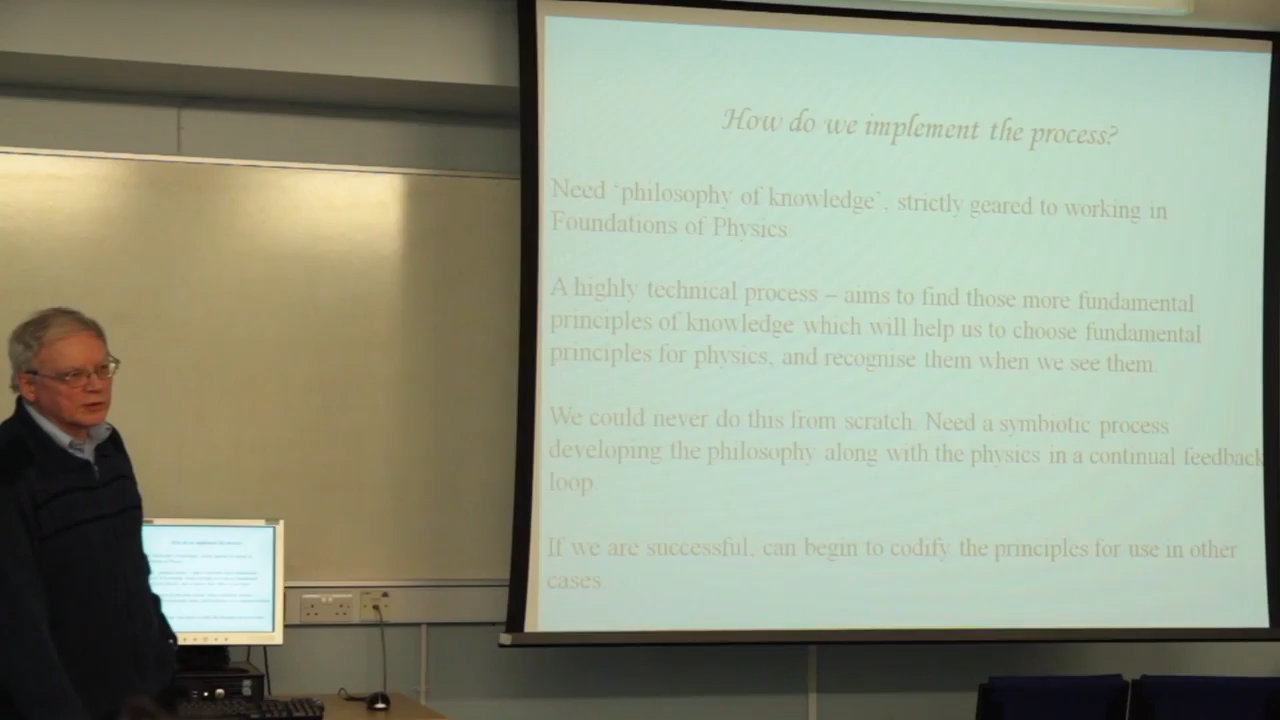 How do we implement the process?
Need `philosophy of knowledge`, strictly geared to working in
Foundations of Physics.
A highly technical process – aims to find those more fundamental
principles of knowledge which will help us to choose fundamental
principles for physics, and recognise them when we see them.
We could never do this from scratch. Need a symbiotic process
developing the philosophy along with the physics in a continual feedback
loop.
If we are successful, can begin to codify the principles for use in other
cases.